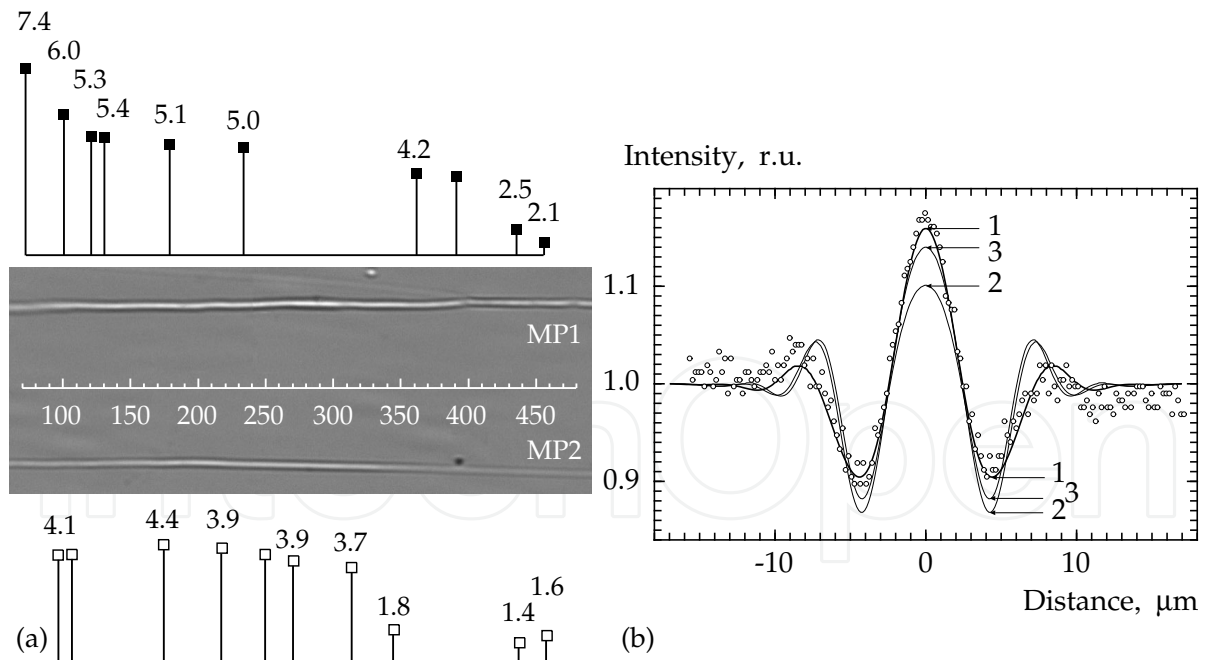 7.4
6.0
5.3
5.4
5.1
5.0
4.2
2.5
2.1
MP1
100 150 200 250 300 350 400 450
MP2
4.1
4.4
3.9
3.9
3.7
1.8
1.4
1.6
(a)
Intensity, r.u.
1
3
2
1.1
1.0
0.9
1
3
2
-10 0 10
Distance, μm
(b)
IntechOpen